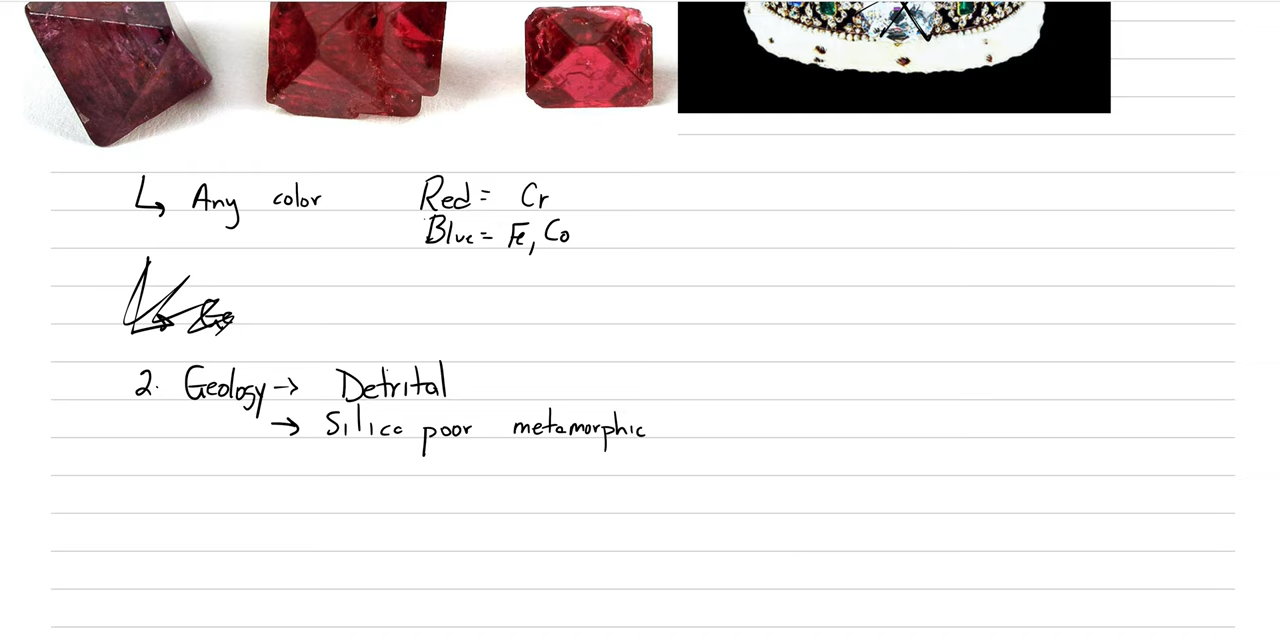 ↳ Any color Red = Cr
Blue = Fe, Co
2. Geology → Detrital
→ Silica poor metamorphic